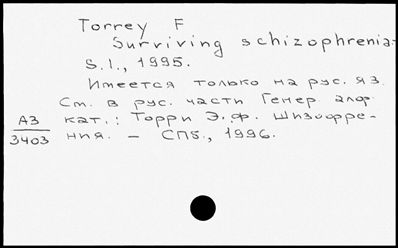 Torrey F
Surviving schizophrenia.-
S.l., 1995.
Имеется только на рус. яз.
См. в рус. части Генер алф
кат.: Торри Э.Ф. Шизофре-
ния. – СПб., 1996.
АЗ
3403